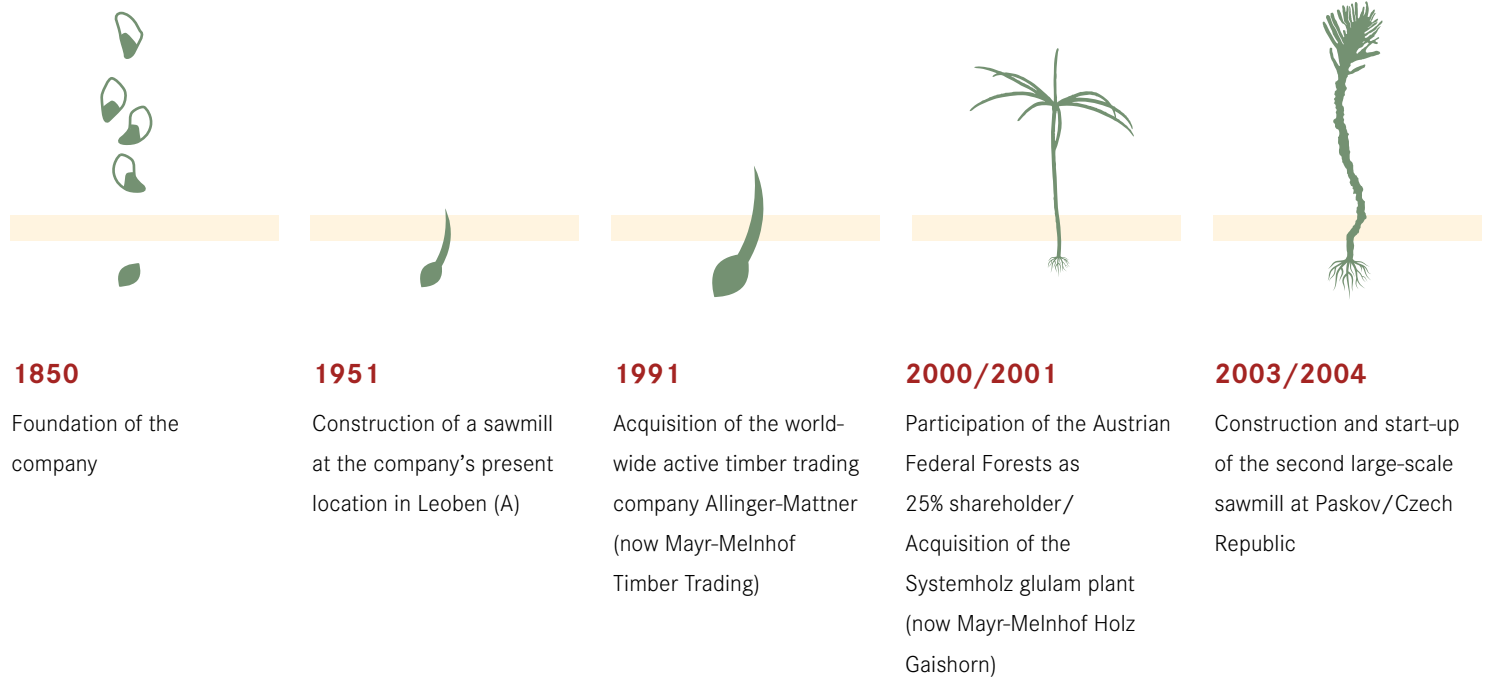 1850
Foundation of the
company
1951
Construction of a sawmill
at the company’s present
location in Leoben (A)
1991
Acquisition of the world-
wide active timber trading
company Allinger-Mattner
(now Mayr-Melnhof
Timber Trading)
2000/2001
Participation of the Austrian
Federal Forests as
25% shareholder/
Acquisition of the
Systemholz glulam plant
(now Mayr-Melnhof Holz
Gaishorn)
2003/2004
Construction and start-up
of the second large-scale
sawmill at Paskov/Czech
Republic